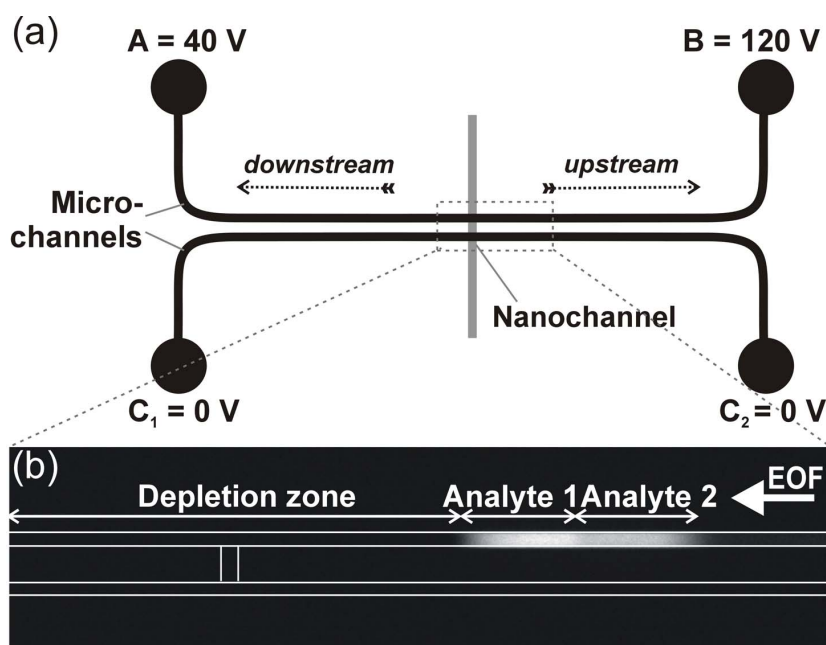 (a)
A = 40 V
B = 120 V
downstream
upstream
Micro-
channels
Nanochannel
C₁ = 0 V
C₂ = 0 V
(b)
Depletion zone
Analyte 1
Analyte 2
EOF